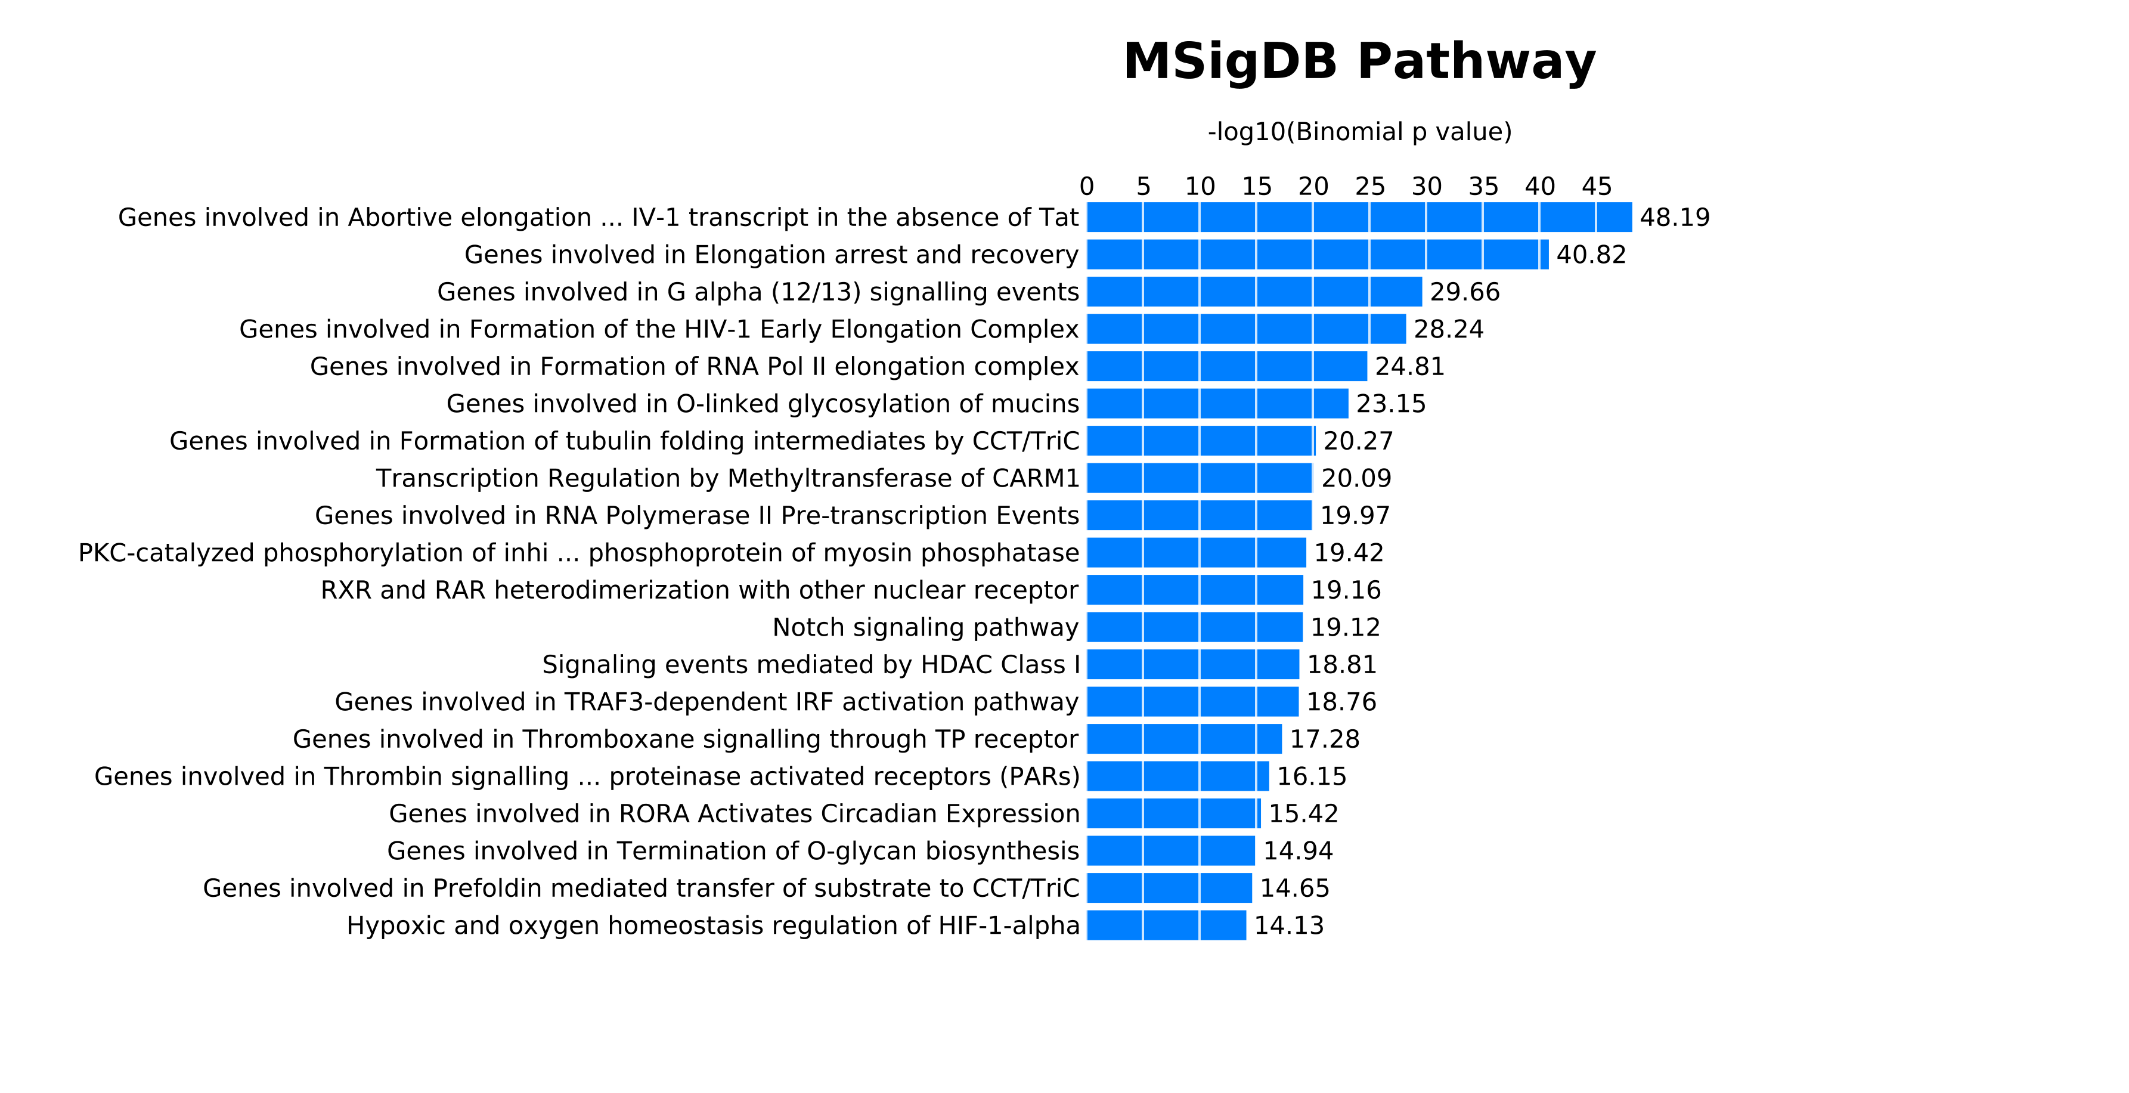 MSigDB Pathway
-log10(Binomial p value)
0 5 10 15 20 25 30 35 40 45
Genes involved in Abortive elongation ... IV-1 transcript in the absence of Tat 48.19
Genes involved in Elongation arrest and recovery 40.82
Genes involved in G alpha (12/13) signalling events 29.66
Genes involved in Formation of the HIV-1 Early Elongation Complex 28.24
Genes involved in Formation of RNA Pol II elongation complex 24.81
Genes involved in O-linked glycosylation of mucins 23.15
Genes involved in Formation of tubulin folding intermediates by CCT/TriC 20.27
Transcription Regulation by Methyltransferase of CARM1 20.09
Genes involved in RNA Polymerase II Pre-transcription Events 19.97
PKC-catalyzed phosphorylation of inhi ... phosphoprotein of myosin phosphatase 19.42
RXR and RAR heterodimerization with other nuclear receptor 19.16
Notch signaling pathway 19.12
Signaling events mediated by HDAC Class I 18.81
Genes involved in TRAF3-dependent IRF activation pathway 18.76
Genes involved in Thromboxane signalling through TP receptor 17.28
Genes involved in Thrombin signalling ... proteinase activated receptors (PARs) 16.15
Genes involved in RORA Activates Circadian Expression 15.42
Genes involved in Termination of O-glycan biosynthesis 14.94
Genes involved in Prefoldin mediated transfer of substrate to CCT/TriC 14.65
Hypoxic and oxygen homeostasis regulation of HIF-1-alpha 14.13